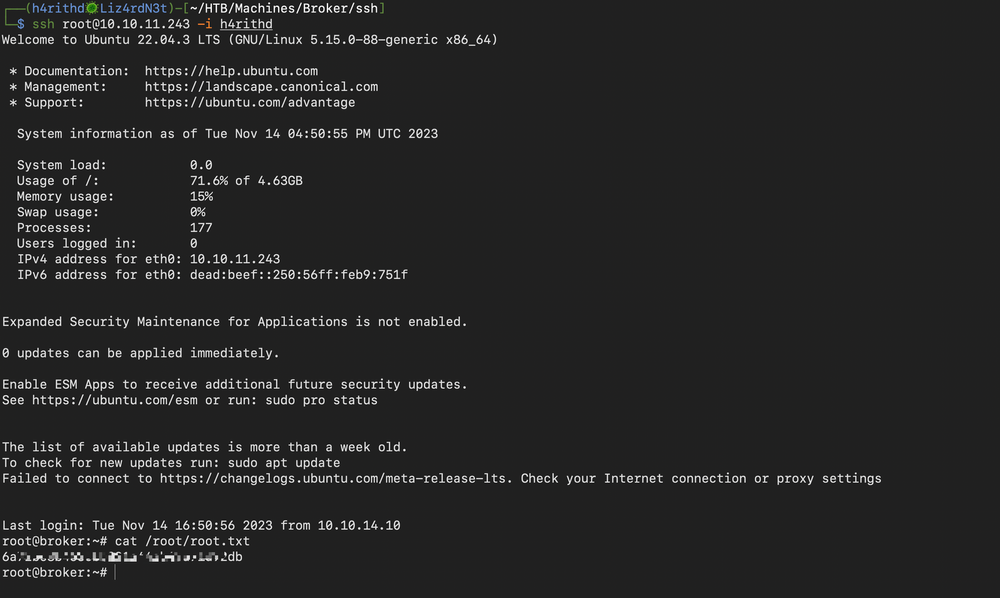 ┌──(h4rithd Liz4rdN3t)-[~/HTB/Machines/Broker/ssh]
└─$ ssh root@10.10.11.243 -i h4rithd
Welcome to Ubuntu 22.04.3 LTS (GNU/Linux 5.15.0-88-generic x86_64)
* Documentation:  https://help.ubuntu.com
* Management:     https://landscape.canonical.com
* Support:        https://ubuntu.com/advantage
System information as of Tue Nov 14 04:50:55 PM UTC 2023
System load:           0.0
Usage of /:            71.6% of 4.63GB
Memory usage:          15%
Swap usage:            0%
Processes:             177
Users logged in:       0
IPv4 address for eth0: 10.10.11.243
IPv6 address for eth0: dead:beef::250:56ff:feb9:751f
Expanded Security Maintenance for Applications is not enabled.
0 updates can be applied immediately.
Enable ESM Apps to receive additional future security updates.
See https://ubuntu.com/esm or run: sudo pro status
The list of available updates is more than a week old.
To check for new updates run: sudo apt update
Failed to connect to https://changelogs.ubuntu.com/meta-release-lts. Check your Internet connection or proxy settings
Last login: Tue Nov 14 16:50:56 2023 from 10.10.14.10
root@broker:~# cat /root/root.txt
root@broker:~#